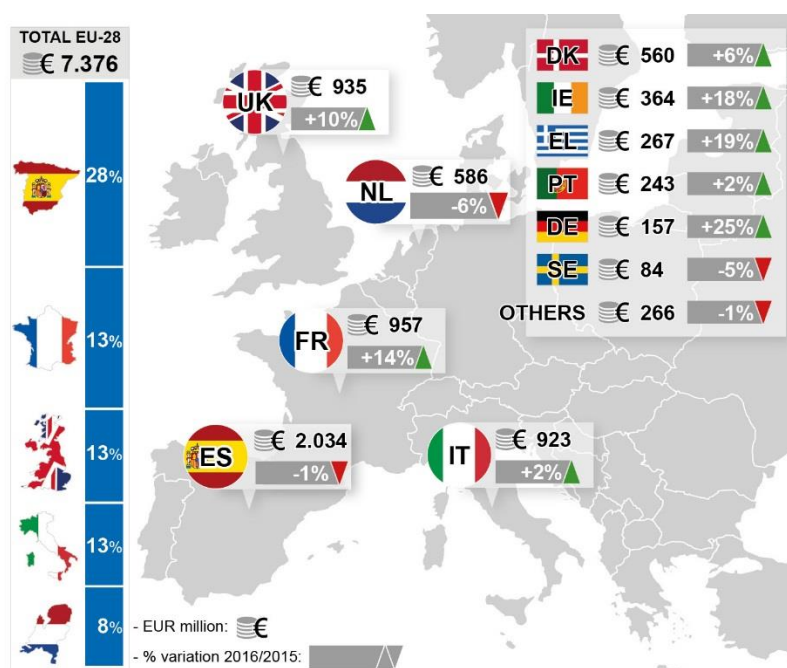 TOTAL EU-28
€ 7.376
28%
13%
13%
13%
8%
UK
€ 935
+10%
NL
€ 586
-6%
FR
€ 957
+14%
ES
€ 2.034
-1%
IT
€ 923
+2%
DK € 560 +6%
IE € 364 +18%
EL € 267 +19%
PT € 243 +2%
DE € 157 +25%
SE € 84 -5%
OTHERS € 266 -1%
- EUR million: €
- % variation 2016/2015: